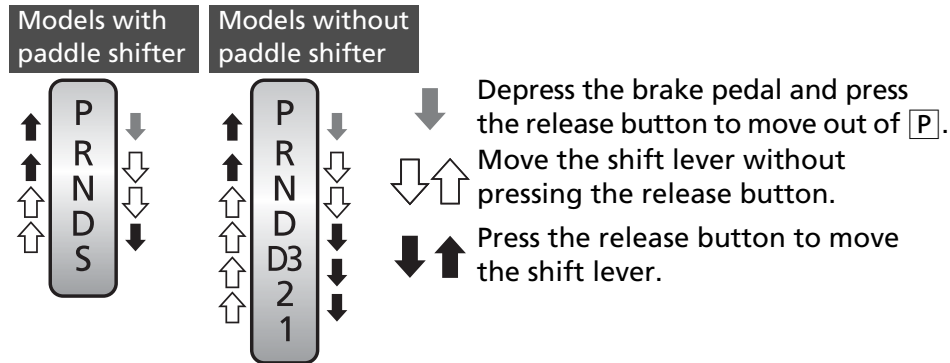 Models with
paddle shifter
Models without
paddle shifter
P
R
N
D
S
P
R
N
D
D3
2
1
Depress the brake pedal and press
the release button to move out of P.
Move the shift lever without
pressing the release button.
Press the release button to move
the shift lever.